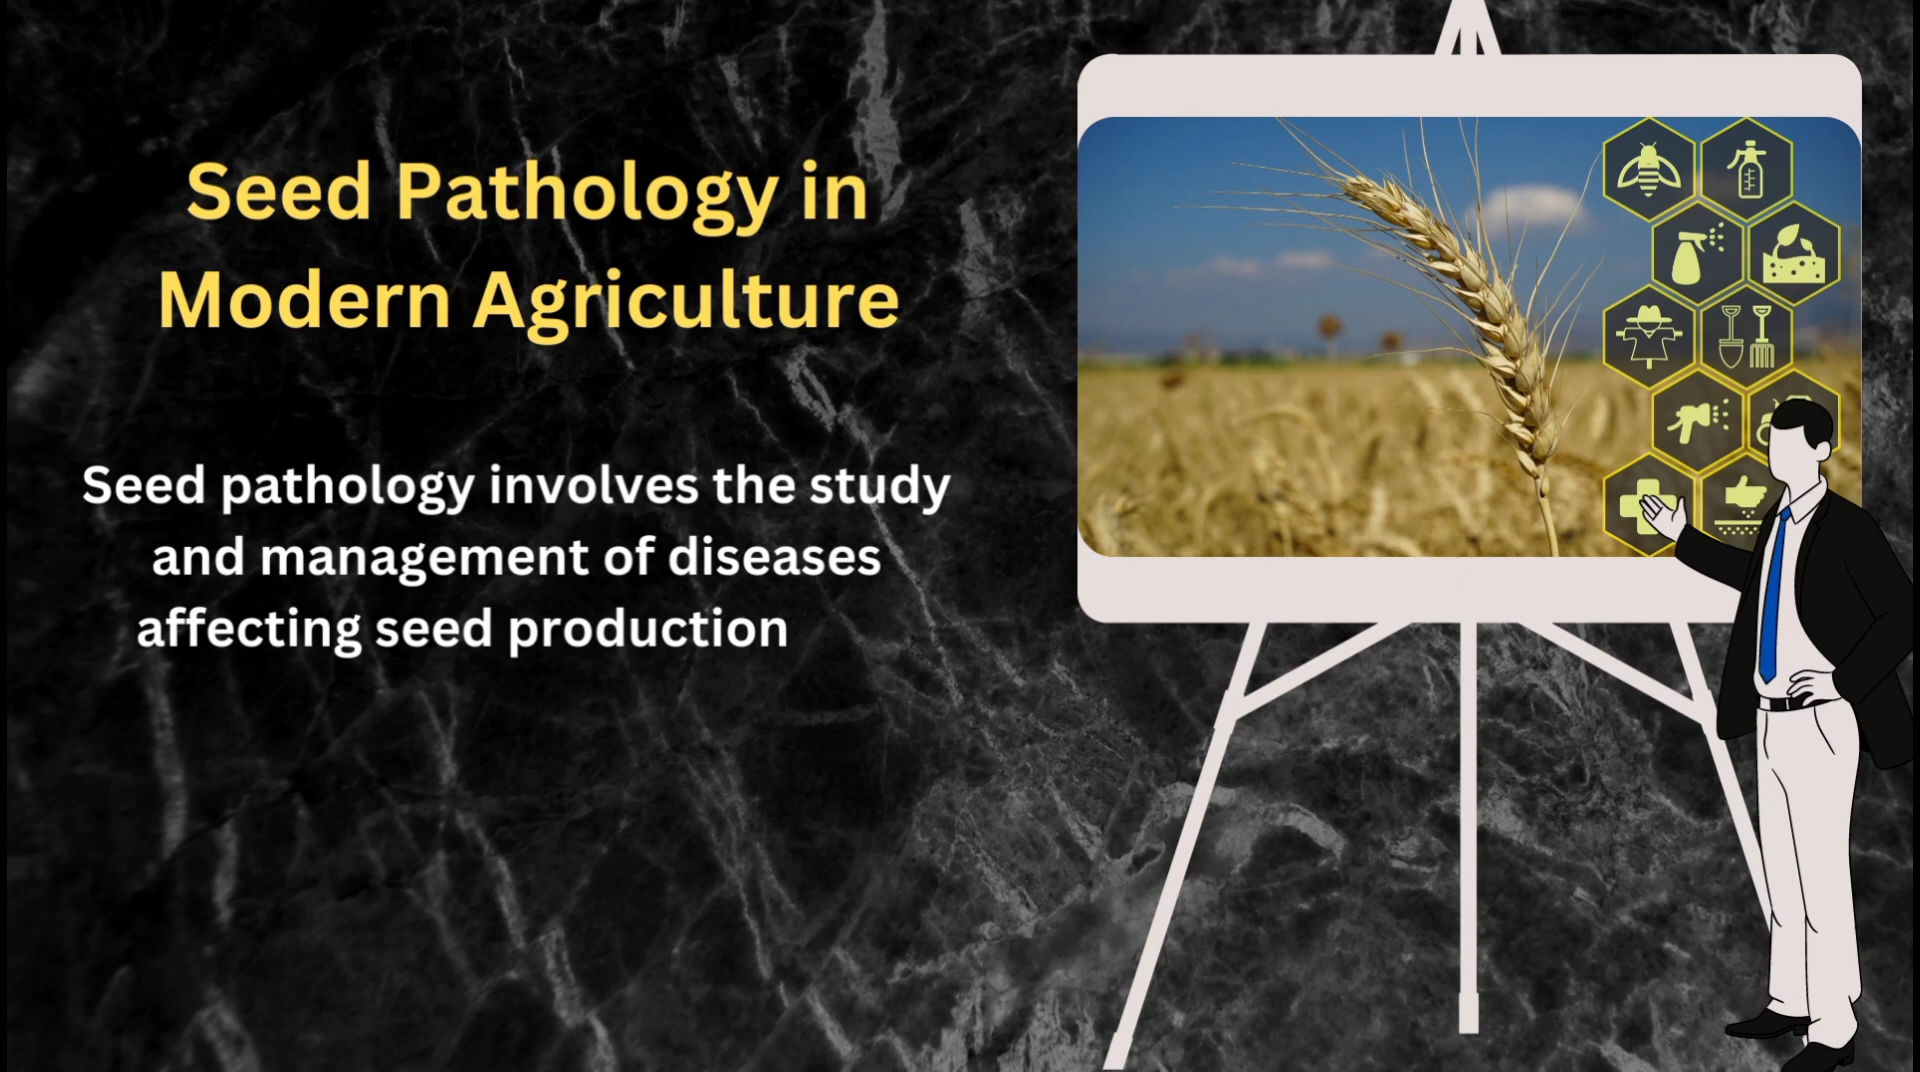 Seed Pathology in
Modern Agriculture
Seed pathology involves the study
and management of diseases
affecting seed production